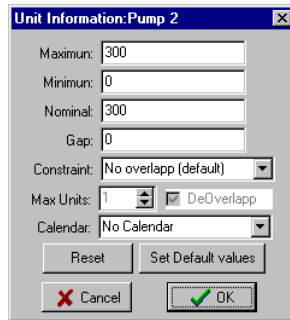 Unit Information:Pump 2
Maximun: 300
Minimun: 0
Nominal: 300
Gap: 0
Constraint: No overlapp (default)
Max Units: 1 DeOverlapp
Calendar: No Calendar
Reset Set Default values
Cancel OK